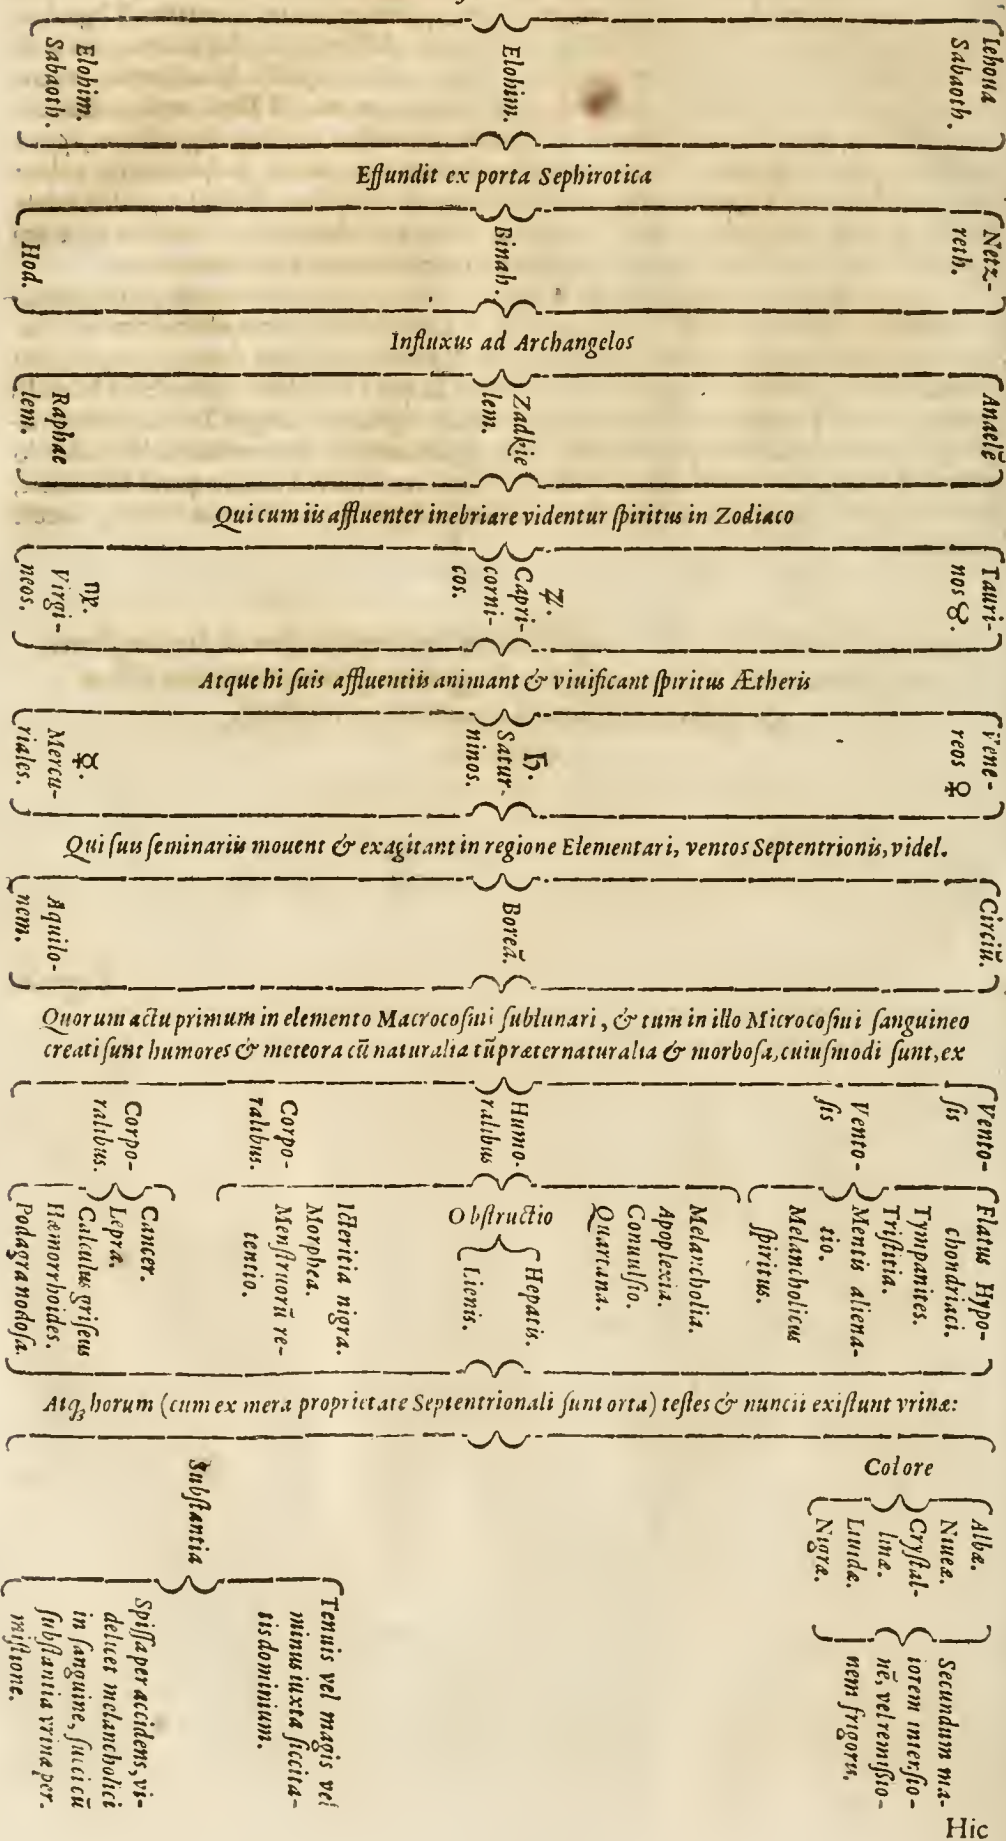 Iehoua
Sabaoth.
Elohim.
Elohim.
Sabaoth.
Effundit ex porta Sephirotica
Netz-
reth.
Binah.
Hod.
Influxus ad Archangelos
Anaelē
Zadkie
lem.
Raphae
lem.
Qui cum iis affluenter inebriare videntur ſpiritus in Zodiaco
Tauri-
nos ♉.
♑.
Capri-
corni-
cos.
♍.
Virgi-
neos.
Atque hi ſuis affluentiis animant & viuificant ſpiritus Ætheris
Vene-
reos ♀
♄.
Satur-
ninos.
☿.
Mercu-
riales.
Qui ſuis ſeminariis mouent & exagitant in regione Elementari, ventos Septentrionis, videl.
Circiū.
Boreā.
Aquilo-
nem.
Quorum actu primum in elemento Macrocoſmi ſublunari, & tum in illo Microcoſmi ſanguineo
creati ſunt humores & meteora cū naturalia tū præternaturalia & morboſa, cuiuſmodi ſunt, ex
Vento-
ſis
Flatus Hypo-
chondriaci.
Tympanites.
Vento-
ſis
Triſtitia.
Mentis aliena-
tio.
Melancholicus
ſpiritus.
Humo-
ralibus
Melancholia.
Apoplexia.
Conuulſio.
Quartana.
Obſtructio
Hepatis.
Lienis.
Icteritia nigra.
Morphea.
Menſtruorū re-
tentio.
Corpo-
ralibus.
Corpo-
ralibus.
Cancer.
Lepra.
Calculus griſeus
Hæmorrhoides.
Podagra nodoſa.
Atq; horum (cum ex mera proprietate Septentrionali ſunt orta) teſtes & nuncii exiſtunt vrinæ:
Colore
Albæ.
Niueæ.
Cryſtal-
linæ.
Liuidæ.
Nigræ.
Secundum ma-
iorem intenſio-
nē, vel remiſſio-
nem frigoris.
Subſtantia
Tenuis vel magis vel
minus iuxta ſiccita-
tis dominium.
Spiſſa per accidens, vi-
delicet melancholici
in ſanguine, ſucci cū
ſubſtantia vrinæ per-
miſtione.
Hic